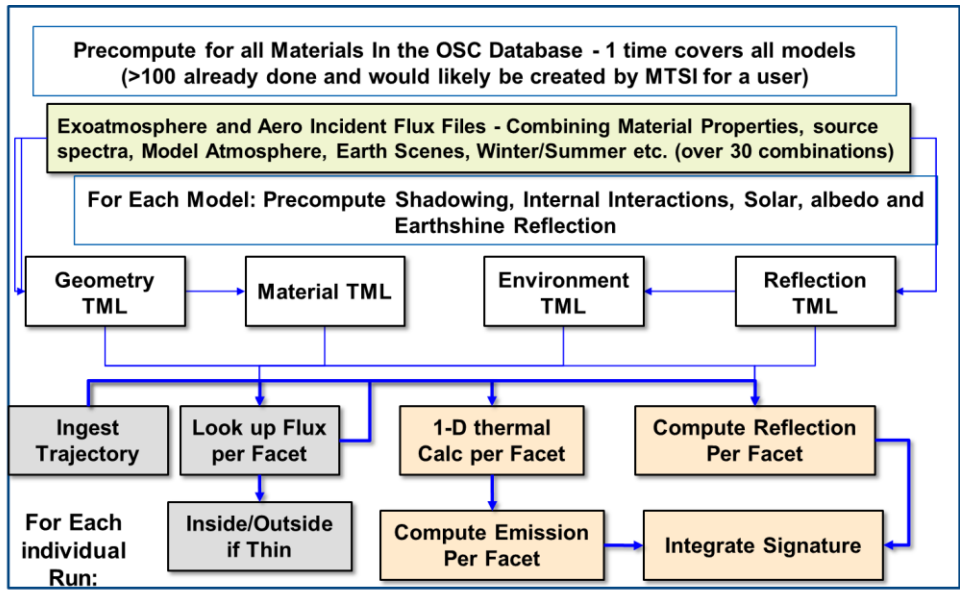 Precompute for all Materials In the OSC Database - 1 time covers all models
(>100 already done and would likely be created by MTSI for a user)
Exoatmosphere and Aero Incident Flux Files - Combining Material Properties, source
spectra, Model Atmosphere, Earth Scenes, Winter/Summer etc. (over 30 combinations)
For Each Model: Precompute Shadowing, Internal Interactions, Solar, albedo and
Earthshine Reflection
Geometry
TML
Material TML
Environment
TML
Reflection
TML
Ingest
Trajectory
Look up Flux
per Facet
1-D thermal
Calc per Facet
Compute Reflection
Per Facet
For Each
individual
Run:
Inside/Outside
if Thin
Compute Emission
Per Facet
Integrate Signature